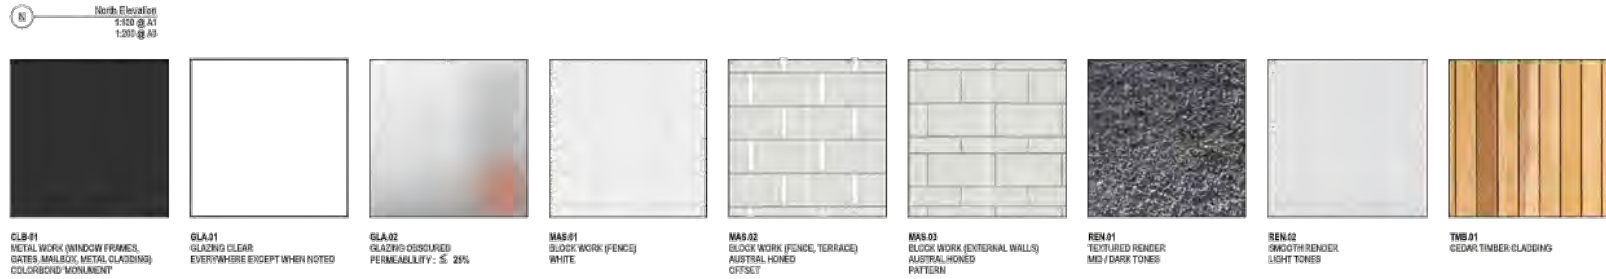 N
North Elevation
1:100 @ A1
1:200 @ A3
CLB-01
METAL WORK (WINDOW FRAMES,
GATES, MAILBOX, METAL CLADDING)
COLORBOND 'MONUMENT'
GLA.01
GLAZING CLEAR
EVERYWHERE EXCEPT WHEN NOTED
GLA.02
GLAZING OBSCURED
PERMEABILITY: ≤ 25%
MAS.01
BLOCK WORK (FENCE)
WHITE
MAS.02
BLOCK WORK (FENCE, TERRACE)
AUSTRAL HONED
OFFSET
MAS.03
BLOCK WORK (EXTERNAL WALLS)
AUSTRAL HONED
PATTERN
REN.01
TEXTURED RENDER
MID / DARK TONES
REN.02
SMOOTH RENDER
LIGHT TONES
TMB.01
CEDAR TIMBER CLADDING